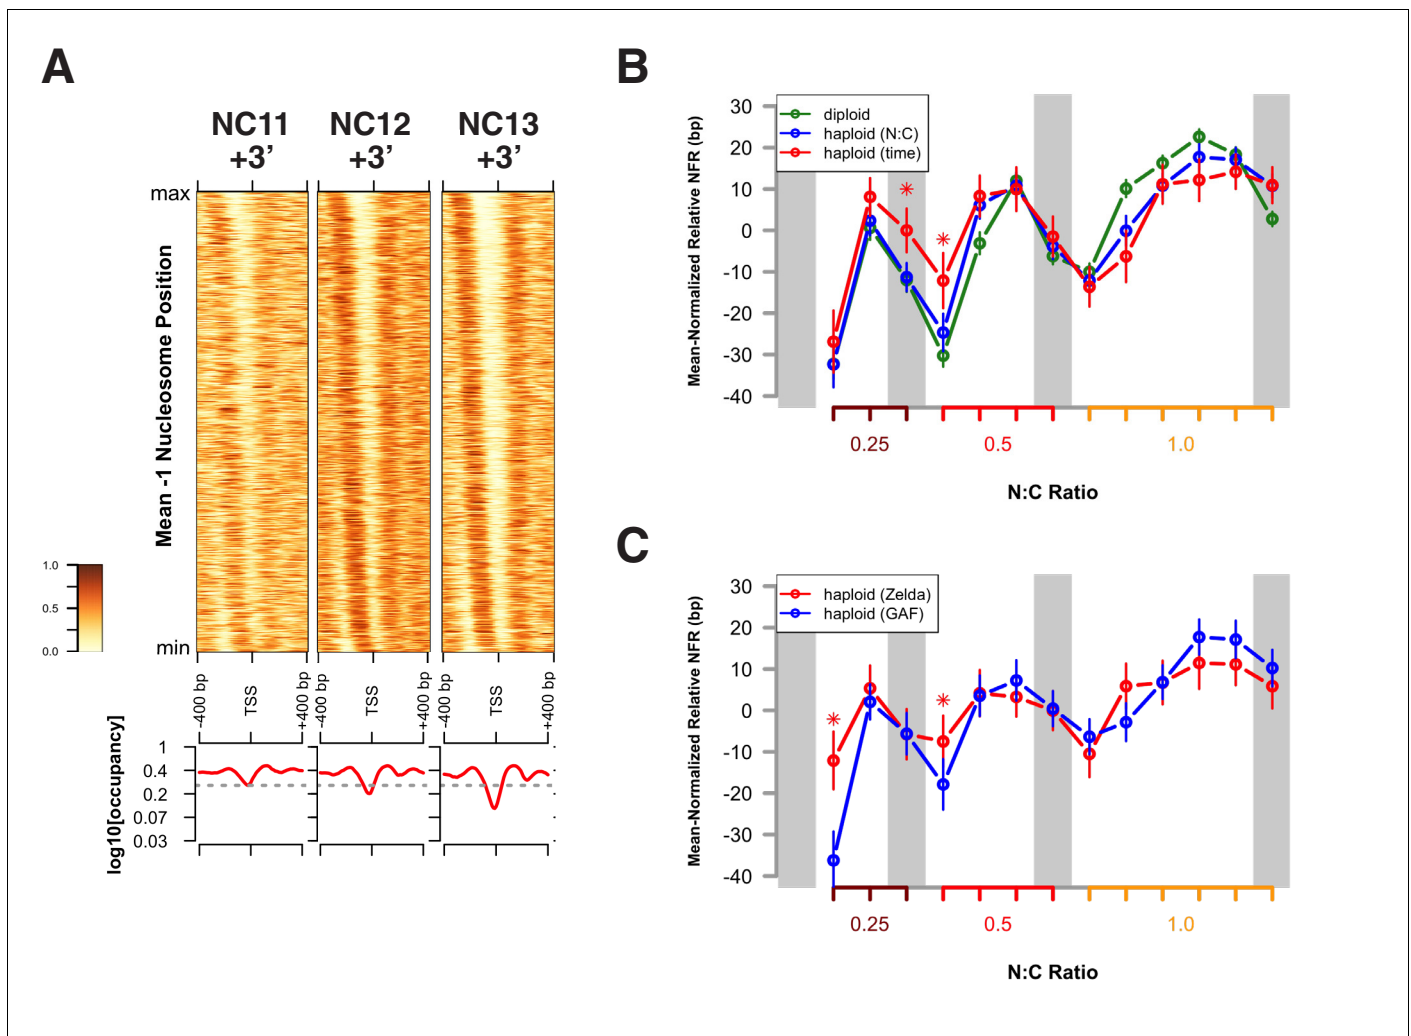 A
NC11 NC12 NC13
+3’ +3’ +3’
max
Mean -1 Nucleosome Position
min
1.0
0.5
0.0
-400 bp TSS +400 bp -400 bp TSS +400 bp -400 bp TSS +400 bp
log10[occupancy]
1
0.4
0.2
0.07
0.03
B
Mean-Normalized Relative NFR (bp)
30
20
10
0
-10
-20
-30
-40
diploid
haploid (N:C)
haploid (time)
*
*
0.25 0.5 1.0
N:C Ratio
C
Mean-Normalized Relative NFR (bp)
30
20
10
0
-10
-20
-30
-40
haploid (Zelda)
haploid (GAF)
*
*
0.25 0.5 1.0
N:C Ratio